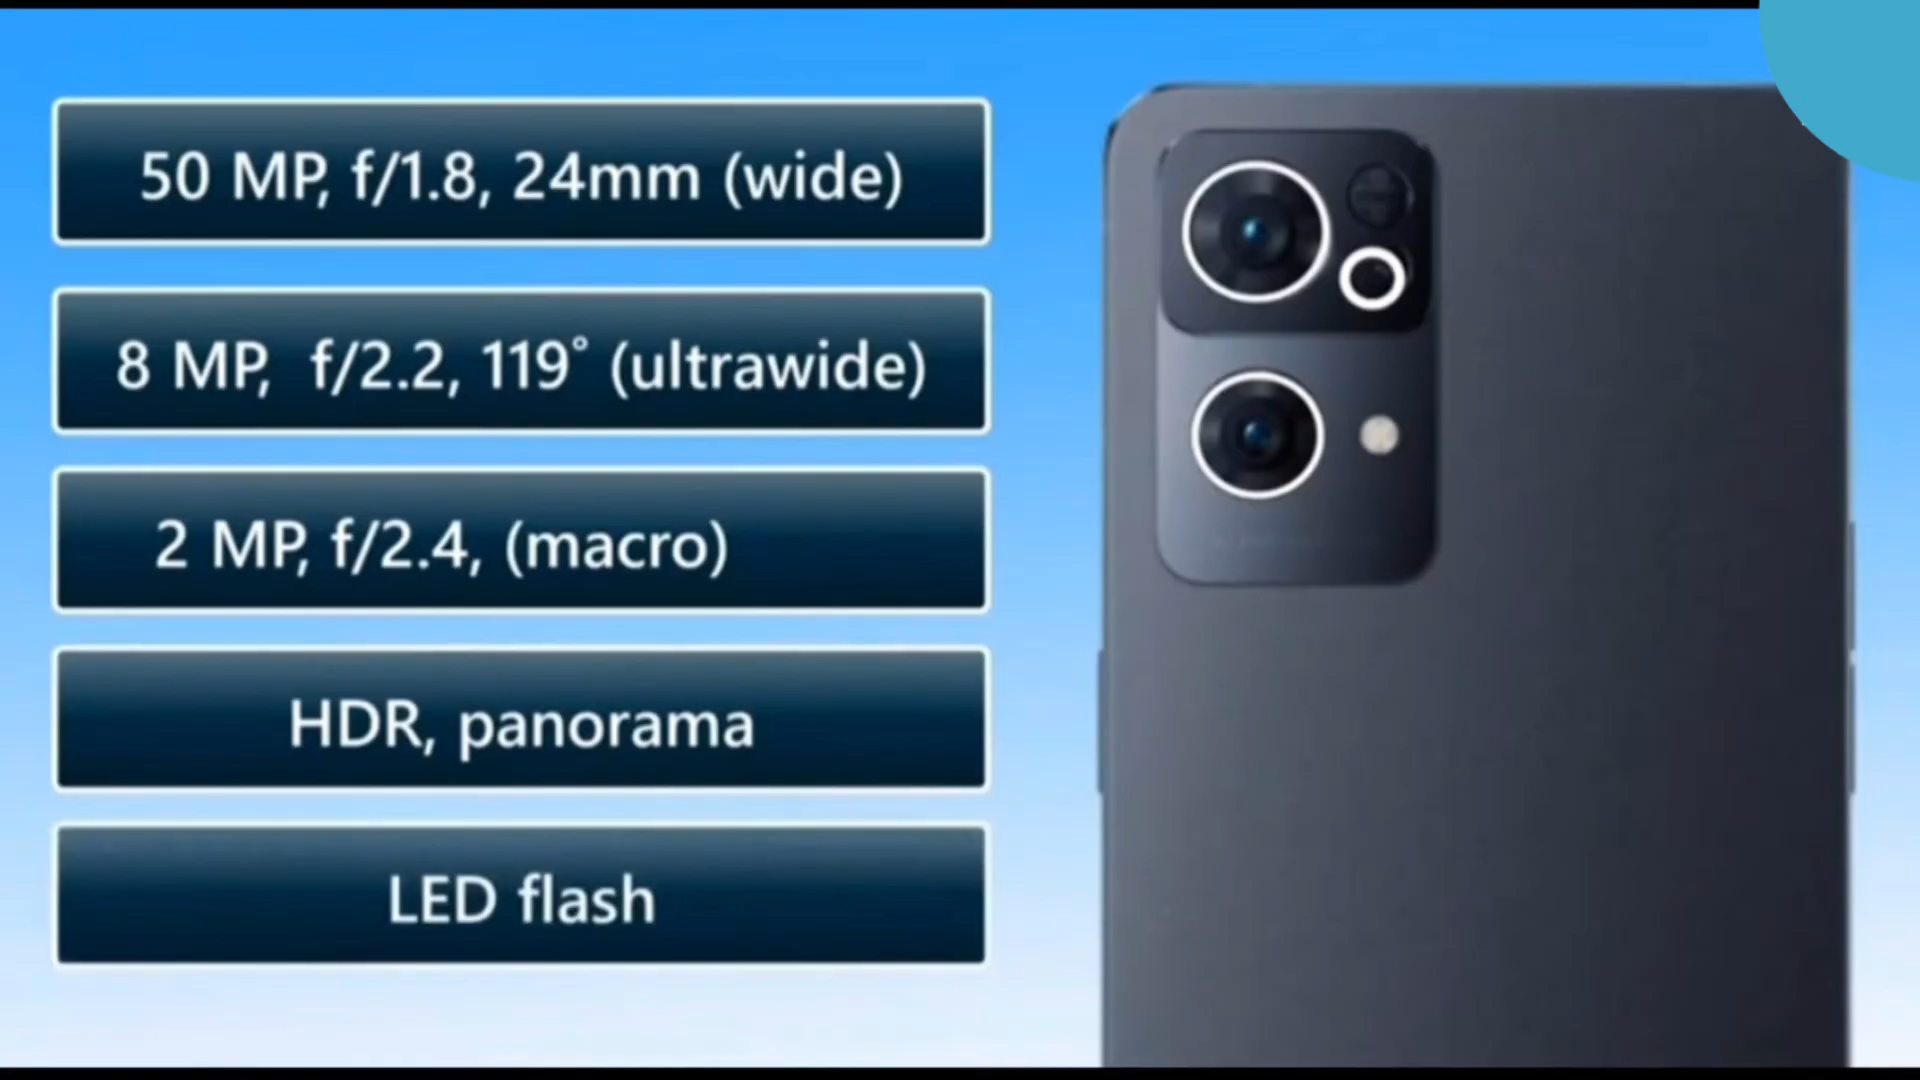 50 MP, f/1.8, 24mm (wide)
8 MP, f/2.2, 119˚ (ultrawide)
2 MP, f/2.4, (macro)
HDR, panorama
LED flash